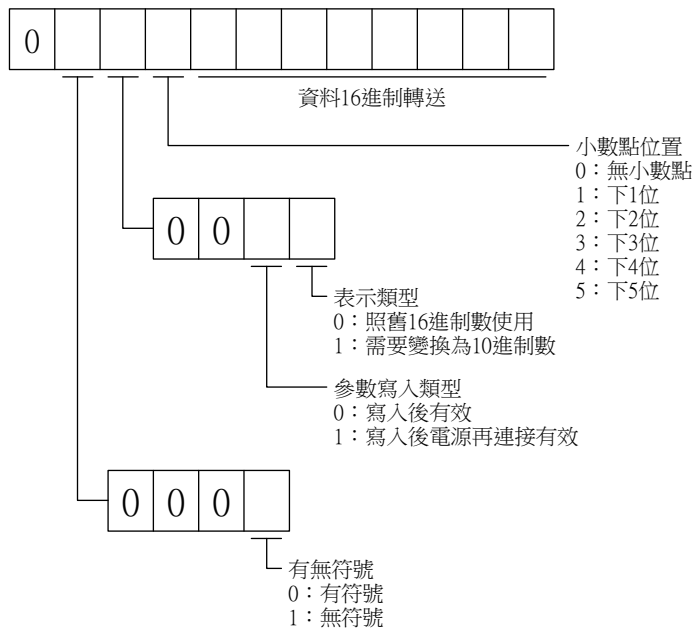 0
資料16進制轉送
小數點位置
0：無小數點
1：下1位
2：下2位
3：下3位
4：下4位
5：下5位
0 0
表示類型
0：照舊16進制數使用
1：需要變換為10進制數
參數寫入類型
0：寫入後有效
1：寫入後電源再連接有效
0 0 0
有無符號
0：有符號
1：無符號